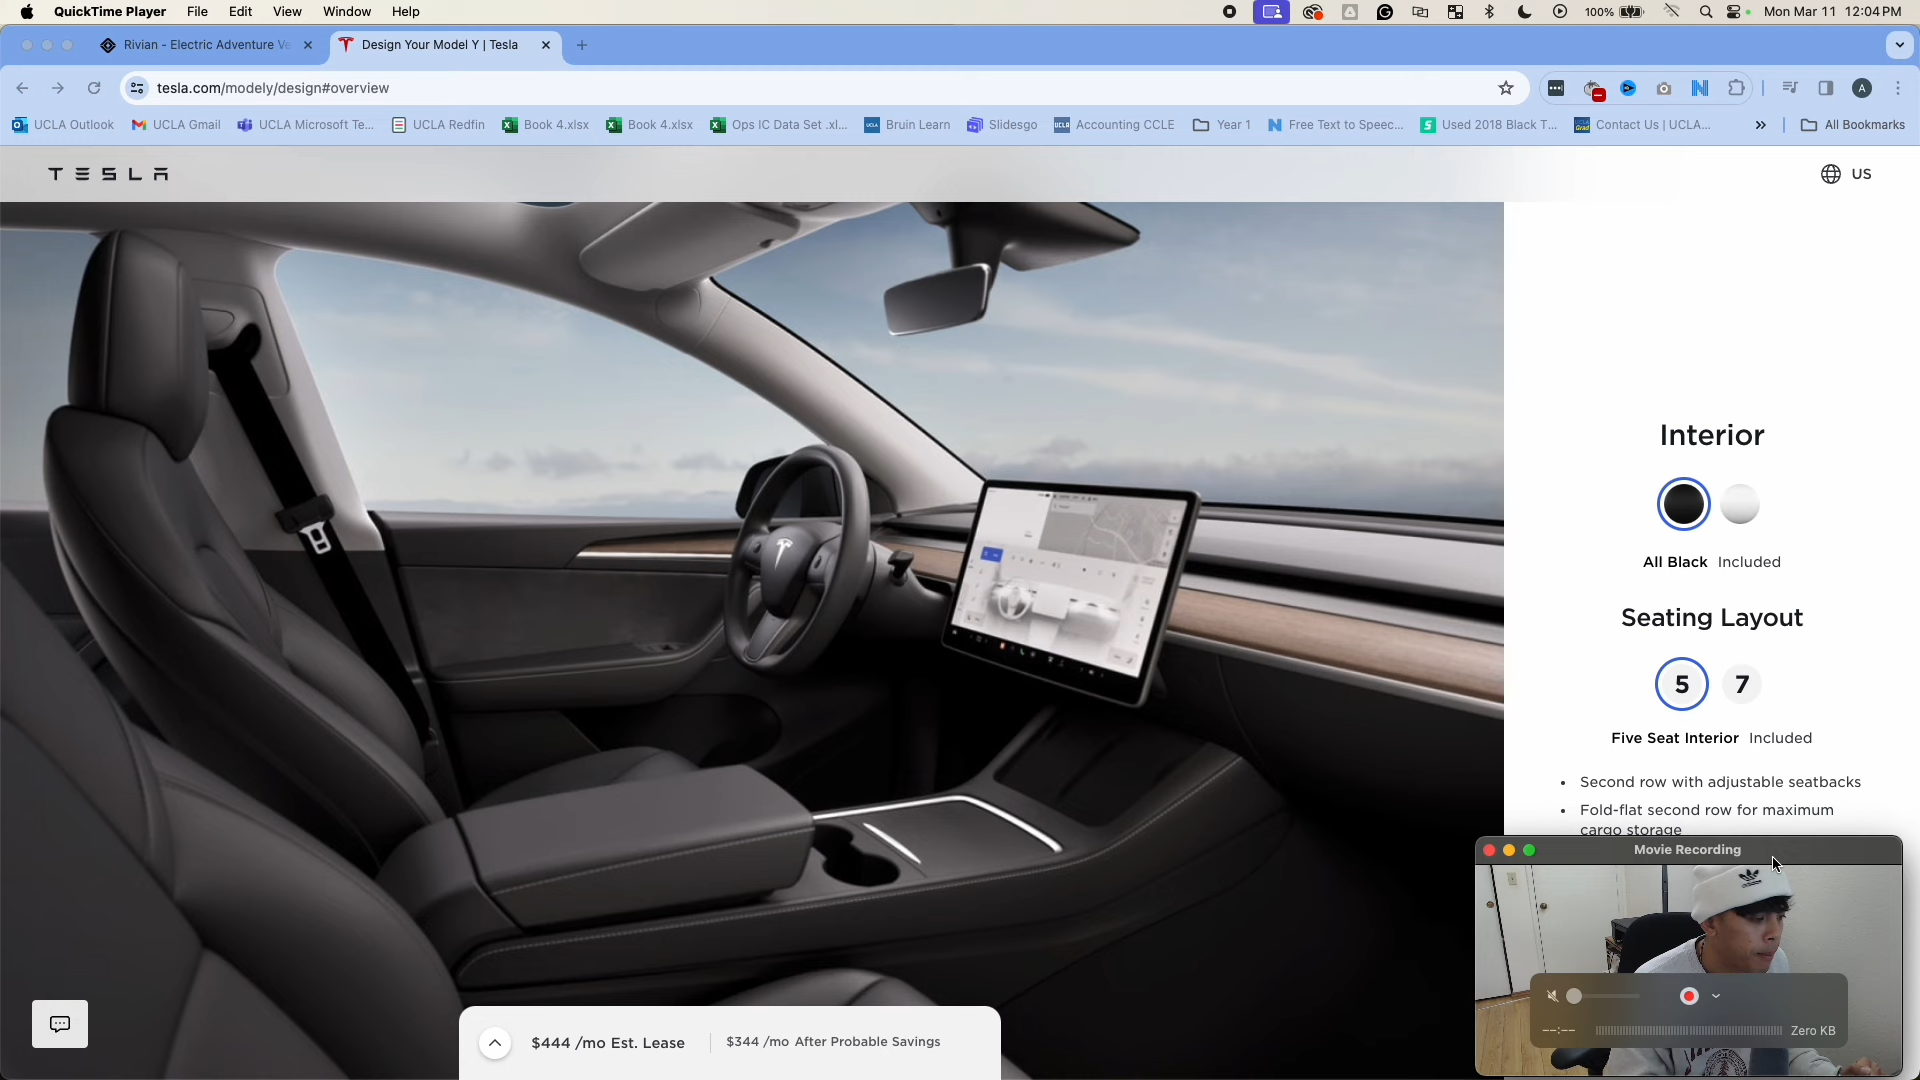 QuickTime Player File Edit View Window Help 100% Mon Mar 11 12:04 PM
Rivian - Electric Adventure Ve
Design Your Model Y | Tesla
tesla.com/modely/design#overview
UCLA Outlook UCLA Gmail UCLA Microsoft Te... UCLA Redfin Book 4.xlsx Book 4.xlsx Ops IC Data Set .xl... Bruin Learn Slidesgo Accounting CCLE Year 1 Free Text to Speec... Used 2018 Black T... Contact Us | UCLA... All Bookmarks
TESLA
US
Interior
All Black Included
Seating Layout
5 7
Five Seat Interior Included
• Second row with adjustable seatbacks
• Fold-flat second row for maximum
cargo storage
Movie Recording
--:-- Zero KB
$444 /mo Est. Lease $344 /mo After Probable Savings